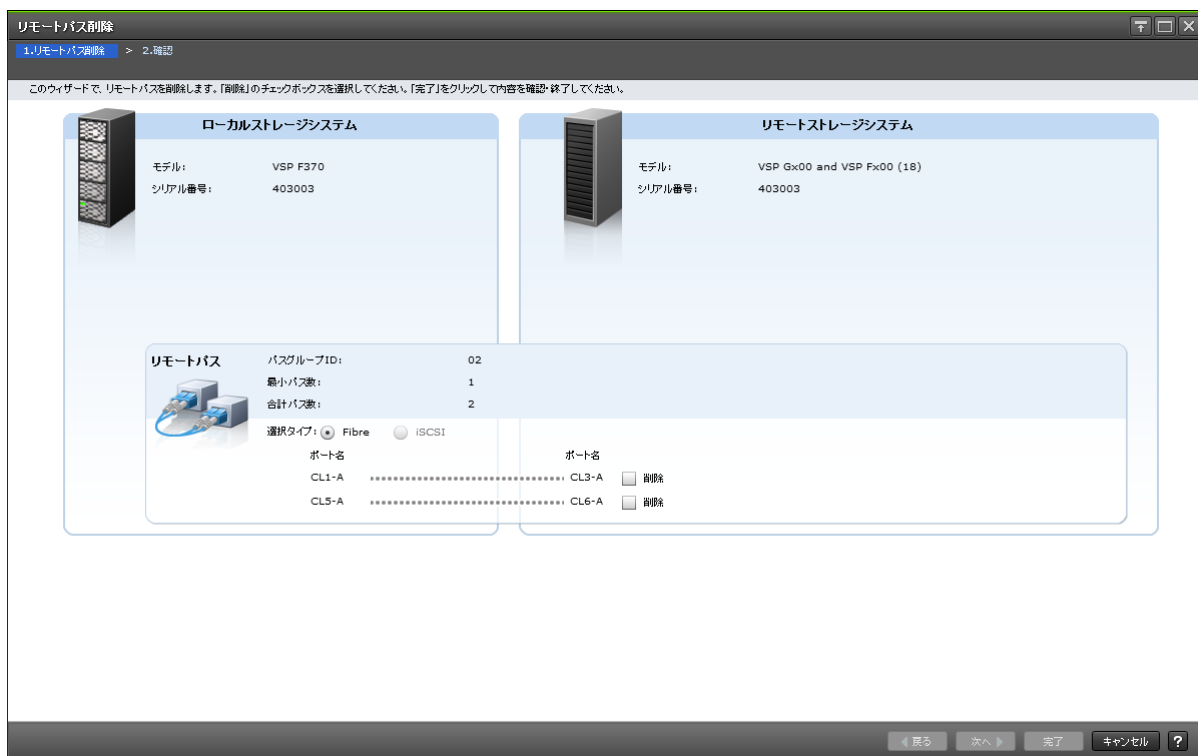 リモートパス削除
1.リモートパス削除 > 2.確認
このウィザードで、リモートパスを削除します。「削除」のチェックボックスを選択してください。「完了」をクリックして内容を確認・終了してください。
ローカルストレージシステム
モデル: VSP F370
シリアル番号: 403003
リモートストレージシステム
モデル: VSP Gx00 and VSP Fx00 (18)
シリアル番号: 403003
リモートパス
パスグループID: 02
最小パス数: 1
合計パス数: 2
選択タイプ: Fibre iSCSI
ポート名 ポート名
CL1-A CL3-A 削除
CL5-A CL6-A 削除
戻る 次へ 完了 キャンセル ?